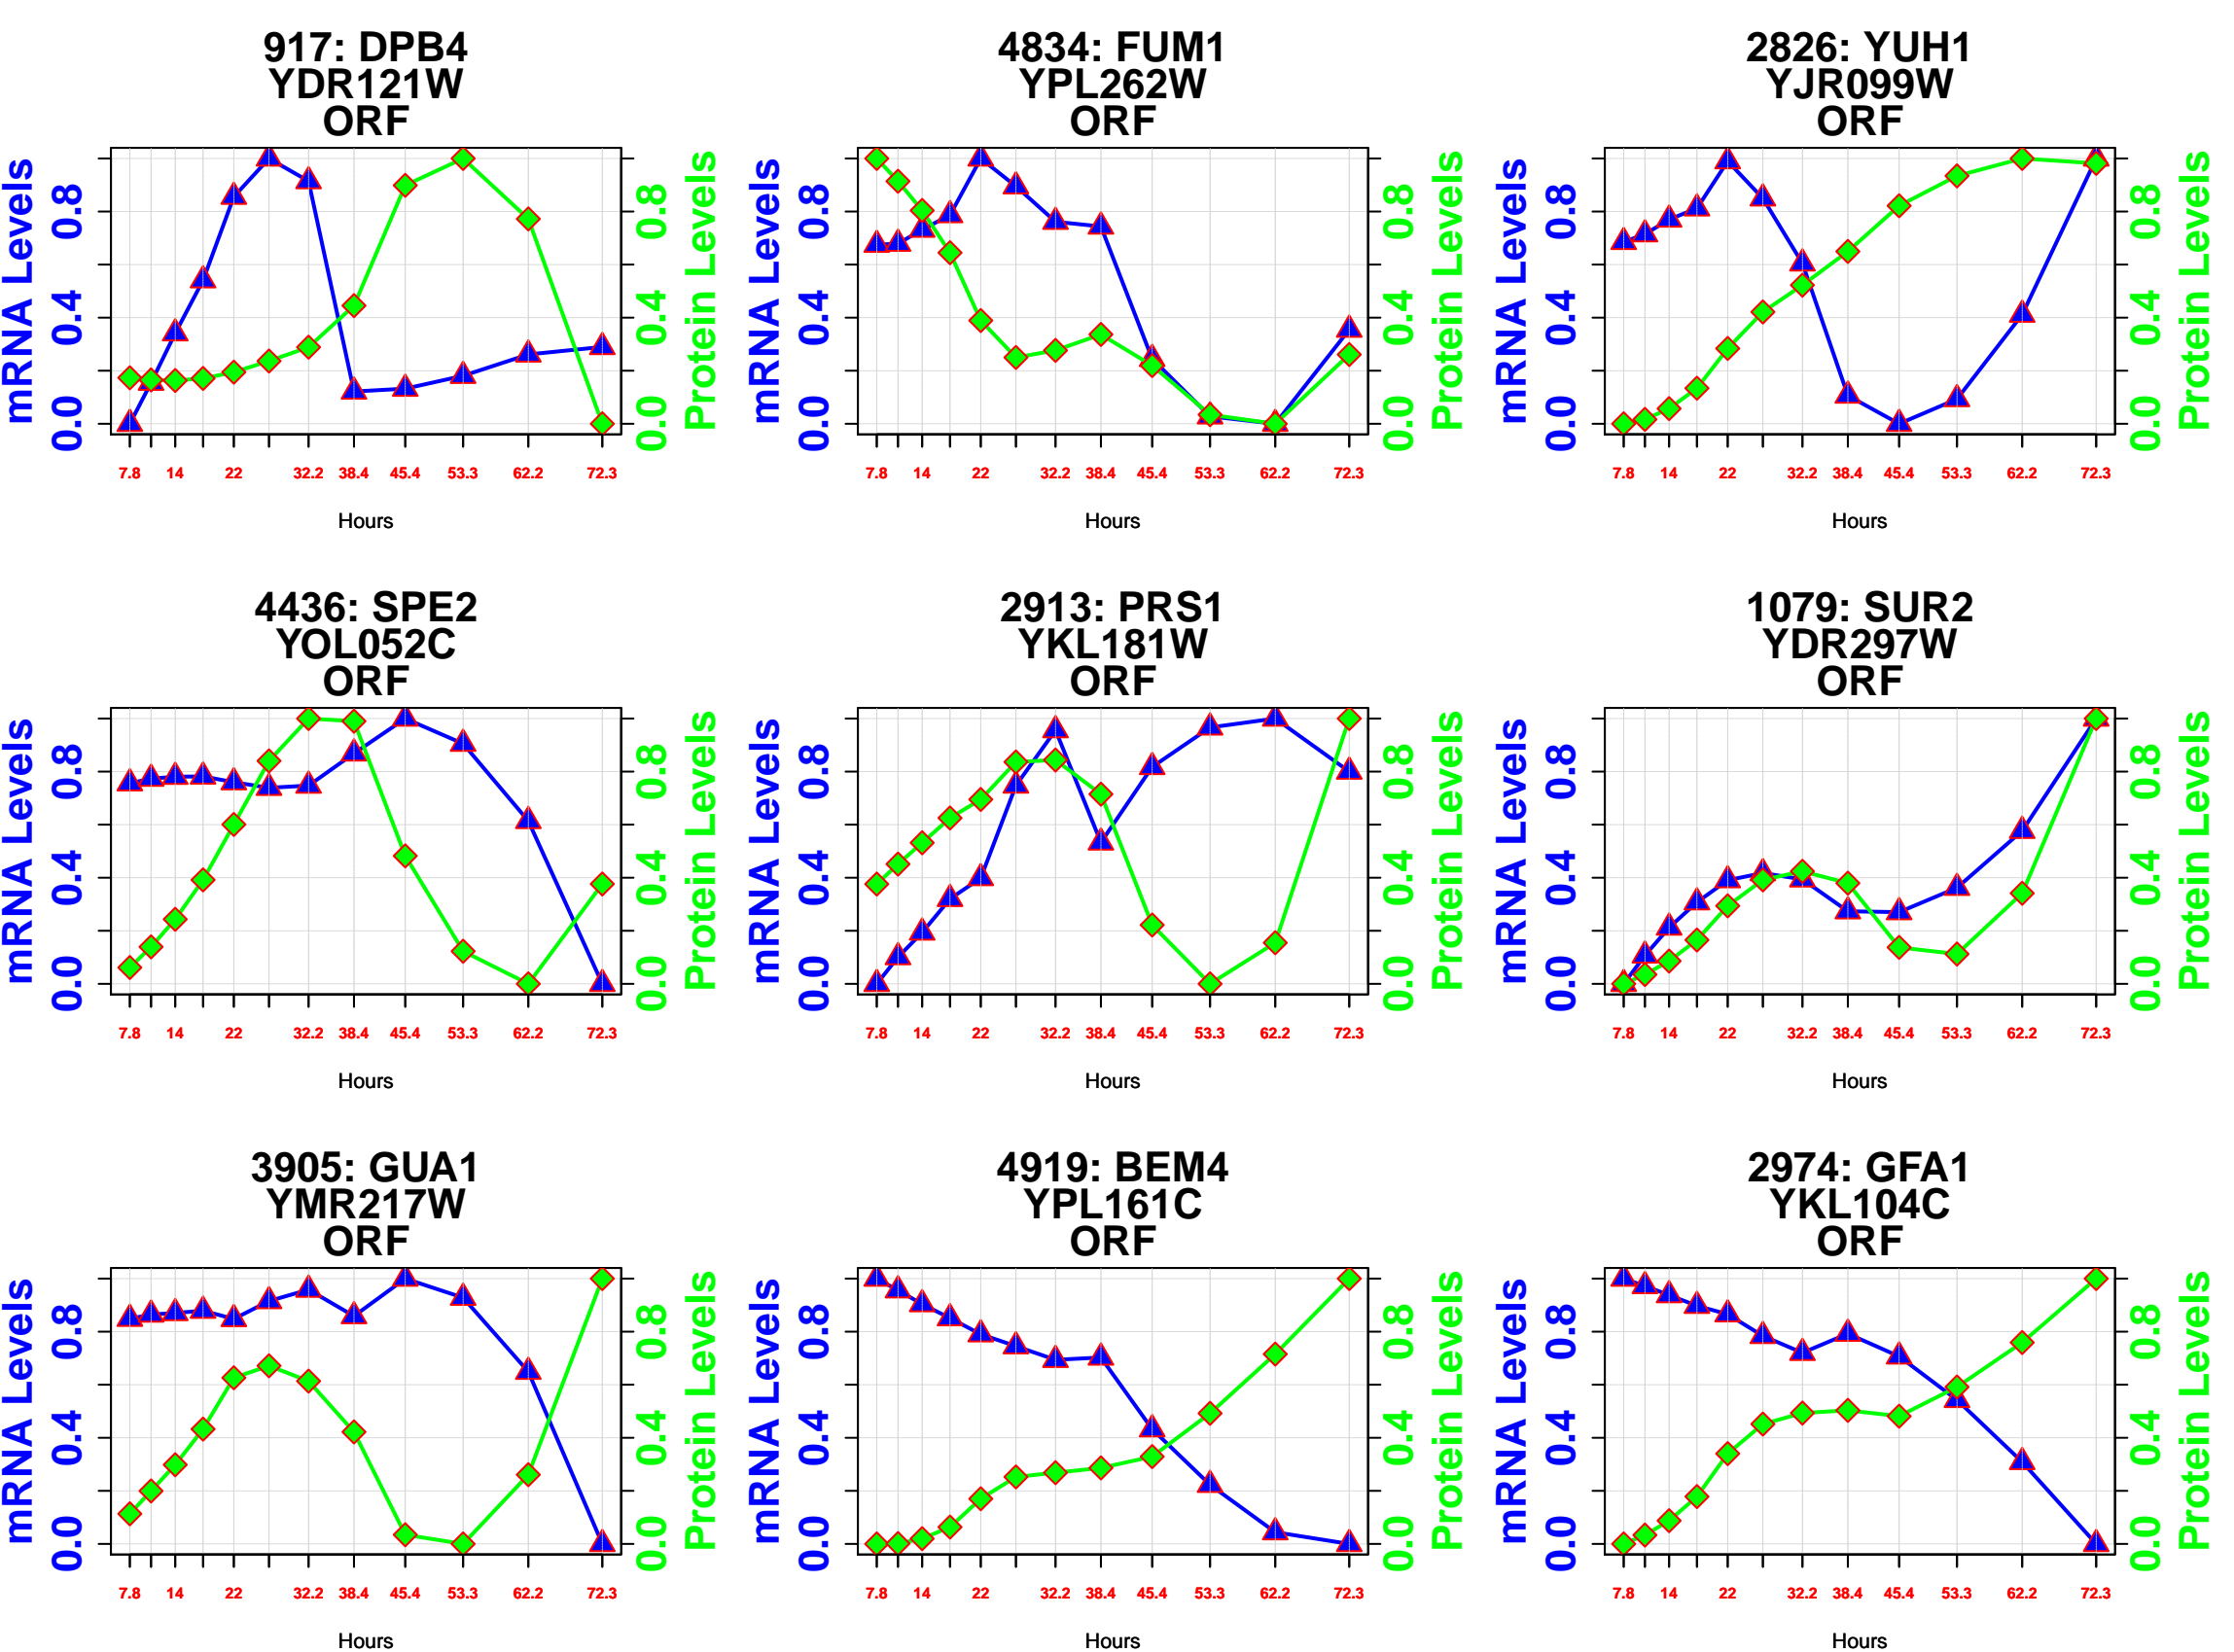 917: DPB4
YDR121W
ORF
mRNA Levels
0.0 0.4 0.8
0.0 0.4 0.8
Protein Levels
7.8 14 22 32.2 38.4 45.4 53.3 62.2 72.3
Hours
4834: FUM1
YPL262W
ORF
mRNA Levels
0.0 0.4 0.8
0.0 0.4 0.8
Protein Levels
7.8 14 22 32.2 38.4 45.4 53.3 62.2 72.3
Hours
2826: YUH1
YJR099W
ORF
mRNA Levels
0.0 0.4 0.8
0.0 0.4 0.8
Protein Levels
7.8 14 22 32.2 38.4 45.4 53.3 62.2 72.3
Hours
4436: SPE2
YOL052C
ORF
mRNA Levels
0.0 0.4 0.8
0.0 0.4 0.8
Protein Levels
7.8 14 22 32.2 38.4 45.4 53.3 62.2 72.3
Hours
2913: PRS1
YKL181W
ORF
mRNA Levels
0.0 0.4 0.8
0.0 0.4 0.8
Protein Levels
7.8 14 22 32.2 38.4 45.4 53.3 62.2 72.3
Hours
1079: SUR2
YDR297W
ORF
mRNA Levels
0.0 0.4 0.8
0.0 0.4 0.8
Protein Levels
7.8 14 22 32.2 38.4 45.4 53.3 62.2 72.3
Hours
3905: GUA1
YMR217W
ORF
mRNA Levels
0.0 0.4 0.8
0.0 0.4 0.8
Protein Levels
7.8 14 22 32.2 38.4 45.4 53.3 62.2 72.3
Hours
4919: BEM4
YPL161C
ORF
mRNA Levels
0.0 0.4 0.8
0.0 0.4 0.8
Protein Levels
7.8 14 22 32.2 38.4 45.4 53.3 62.2 72.3
Hours
2974: GFA1
YKL104C
ORF
mRNA Levels
0.0 0.4 0.8
0.0 0.4 0.8
Protein Levels
7.8 14 22 32.2 38.4 45.4 53.3 62.2 72.3
Hours